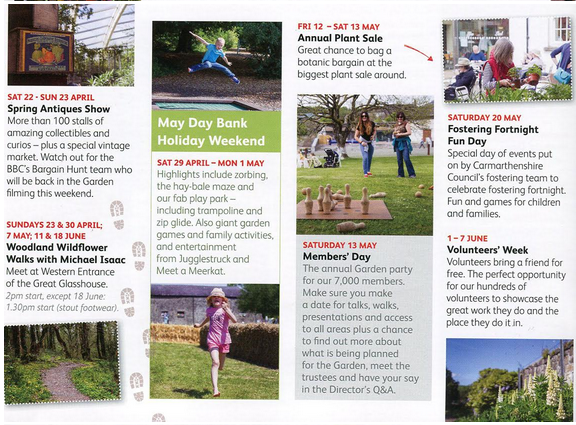 SAT 22 - SUN 23 APRIL
Spring Antiques Show
More than 100 stalls of
amazing collectibles and
curios – plus a special vintage
market. Watch out for the
BBC's Bargain Hunt team who
will be back in the Garden
filming this weekend.
SUNDAYS 23 & 30 APRIL;
7 MAY; 11 & 18 JUNE
Woodland Wildflower
Walks with Michael Isaac
Meet at Western Entrance
of the Great Glasshouse.
2pm start, except 18 June:
1.30pm start (stout footwear).
May Day Bank
Holiday Weekend
SAT 29 APRIL – MON 1 MAY
Highlights include zorbing,
the hay-bale maze and
our fab play park –
including trampoline and
zip glide. Also giant garden
games and family activities,
and entertainment
from Jugglestruck and
Meet a Meerkat.
FRI 12 – SAT 13 MAY
Annual Plant Sale
Great chance to bag a
botanic bargain at the
biggest plant sale around.
SATURDAY 13 MAY
Members' Day
The annual Garden party
for our 7,000 members.
Make sure you make
a date for talks, walks,
presentations and access
to all areas plus a chance
to find out more about
what is being planned
for the Garden, meet the
trustees and have your say
in the Director's Q&A.
SATURDAY 20 MAY
Fostering Fortnight
Fun Day
Special day of events put
on by Carmarthenshire
Council's fostering team to
celebrate fostering fortnight.
Fun and games for children
and families.
1 – 7 JUNE
Volunteers' Week
Volunteers bring a friend for
free. The perfect opportunity
for our hundreds of
volunteers to showcase the
great work they do and the
place they do it in.